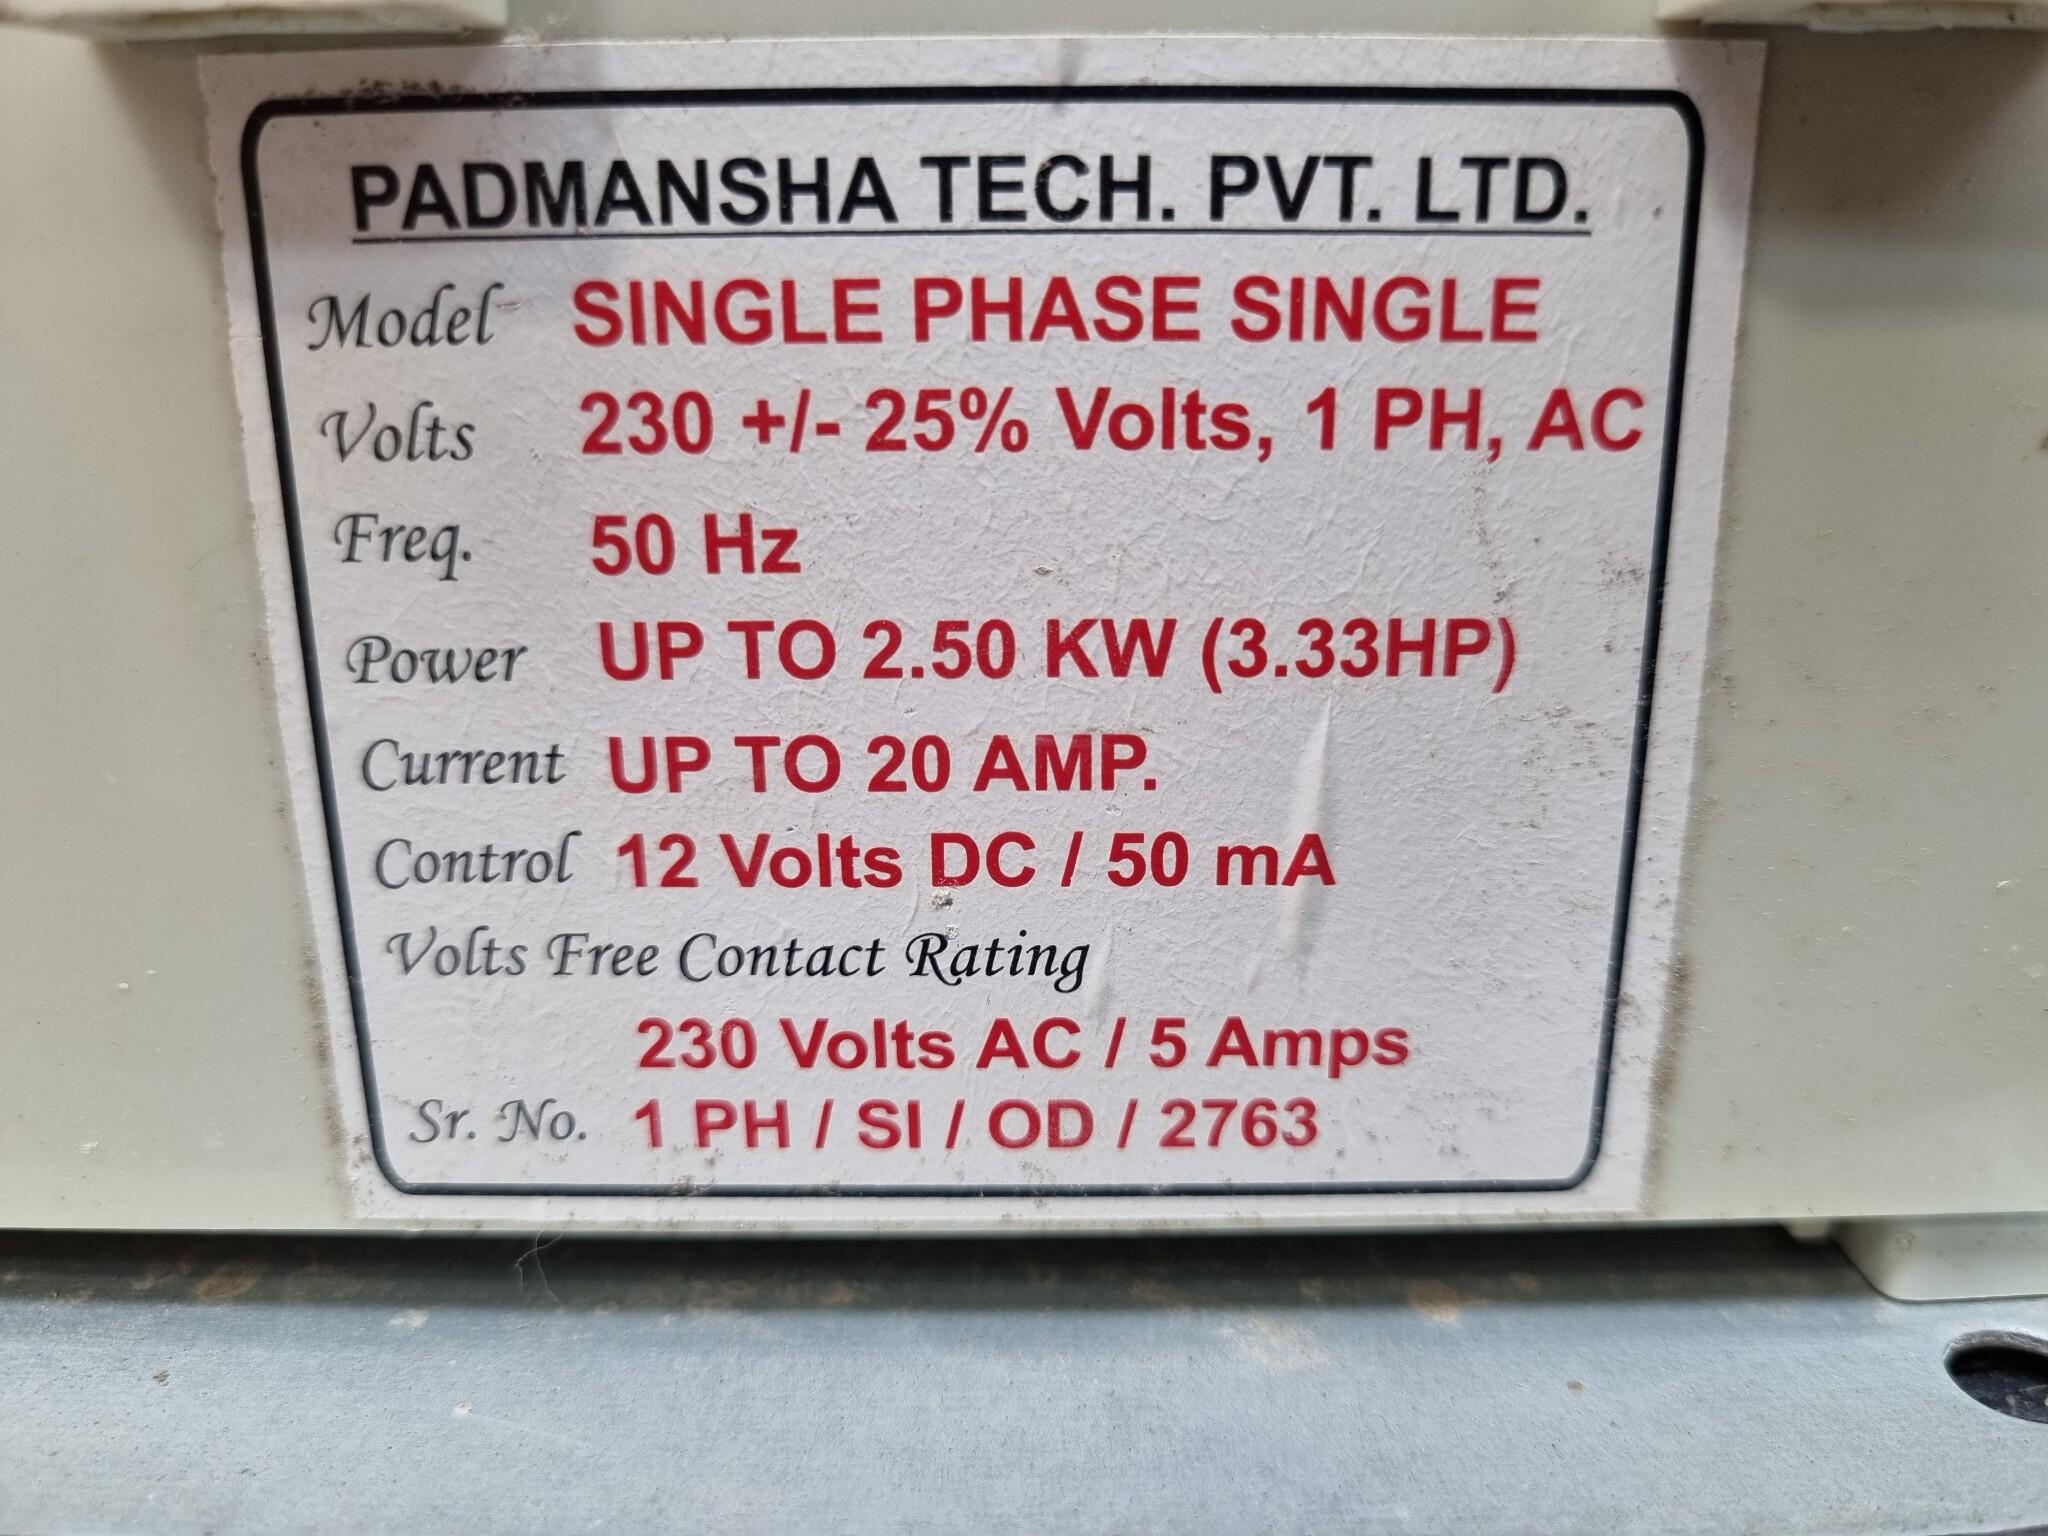 PADMANSHA TECH. PVT. LTD.
Model SINGLE PHASE SINGLE
Volts 230 +/- 25% Volts, 1 PH, AC
Freq. 50 Hz
Power UP TO 2.50 KW (3.33HP)
Current UP TO 20 AMP.
Control 12 Volts DC / 50 mA
Volts Free Contact Rating
230 Volts AC / 5 Amps
Sr. No. 1 PH / SI / OD / 2763